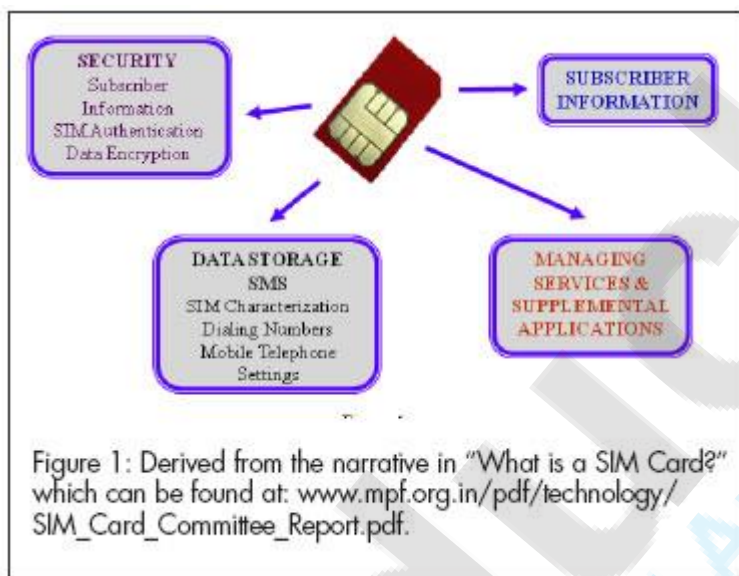 SECURITY
Subscriber
Information
SIM Authentication
Data Encryption
SUBSCRIBER
INFORMATION
DATA STORAGE
SMS
SIM Characterization
Dialing Numbers
Mobile Telephone
Settings
MANAGING
SERVICES &
SUPPLEMENTAL
APPLICATIONS
Figure 1: Derived from the narrative in “What is a SIM Card?”
which can be found at: www.mpf.org.in/pdf/technology/
SIM_Card_Committee_Report.pdf.